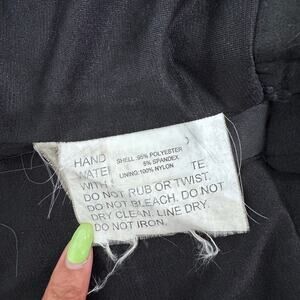 HAND
SHELL:95% POLYESTER
5% SPANDEX
LINING:100% NYLON
WATE
WITH
TE.
DO NOT RUB OR TWIST.
DO NOT BLEACH. DO NOT
DRY CLEAN. LINE DRY.
DO NOT IRON.